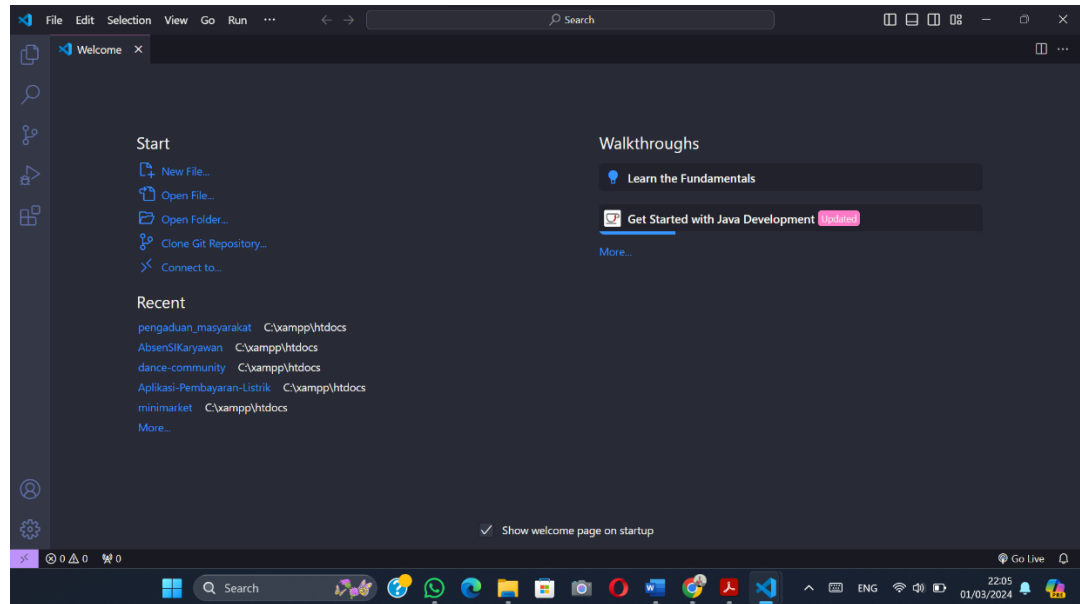 File Edit Selection View Go Run ··· Search
Welcome
Start
New File...
Open File...
Open Folder...
Clone Git Repository...
Connect to...
Recent
pengaduan_masyarakat C:\xampp\htdocs
AbsenSIKaryawan C:\xampp\htdocs
dance-community C:\xampp\htdocs
Aplikasi-Pembayaran-Listrik C:\xampp\htdocs
minimarket C:\xampp\htdocs
More...
Walkthroughs
Learn the Fundamentals
Get Started with Java Development Updated
More...
Show welcome page on startup
0 0 0 Go Live
Search ENG 22:05
01/03/2024 PRE